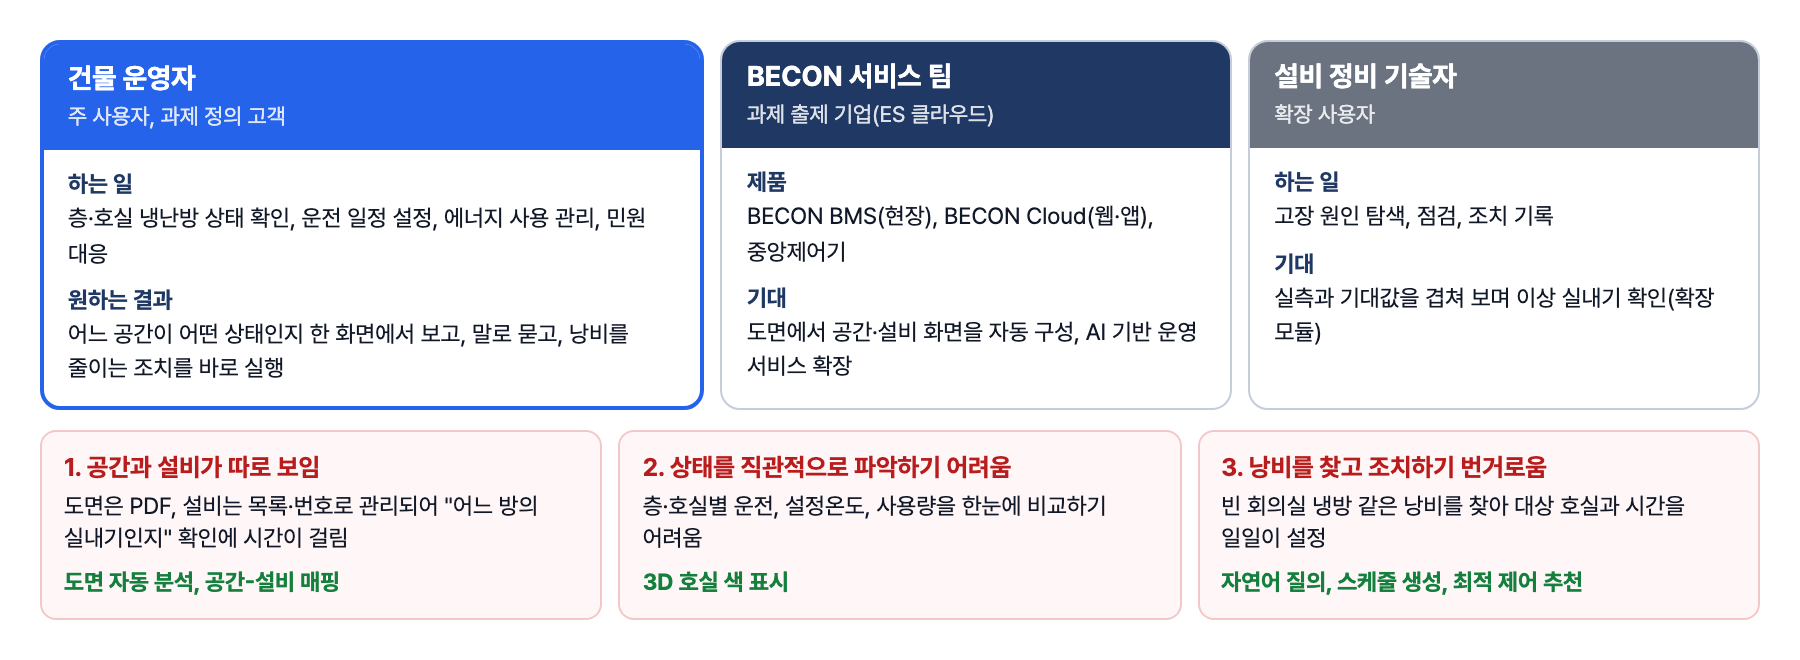 건물 운영자
주 사용자, 과제 정의 고객
하는 일
층·호실 냉난방 상태 확인, 운전 일정 설정, 에너지 사용 관리, 민원
대응
원하는 결과
어느 공간이 어떤 상태인지 한 화면에서 보고, 말로 묻고, 낭비를
줄이는 조치를 바로 실행
BECON 서비스 팀
과제 출제 기업(ES 클라우드)
제품
BECON BMS(현장), BECON Cloud(웹·앱),
중앙제어기
기대
도면에서 공간·설비 화면을 자동 구성, AI 기반 운영
서비스 확장
설비 정비 기술자
확장 사용자
하는 일
고장 원인 탐색, 점검, 조치 기록
기대
실측과 기대값을 겹쳐 보며 이상 실내기 확인(확장
모듈)
1. 공간과 설비가 따로 보임
도면은 PDF, 설비는 목록·번호로 관리되어 "어느 방의
실내기인지" 확인에 시간이 걸림
도면 자동 분석, 공간-설비 매핑
2. 상태를 직관적으로 파악하기 어려움
층·호실별 운전, 설정온도, 사용량을 한눈에 비교하기
어려움
3D 호실 색 표시
3. 낭비를 찾고 조치하기 번거로움
빈 회의실 냉방 같은 낭비를 찾아 대상 호실과 시간을
일일이 설정
자연어 질의, 스케줄 생성, 최적 제어 추천